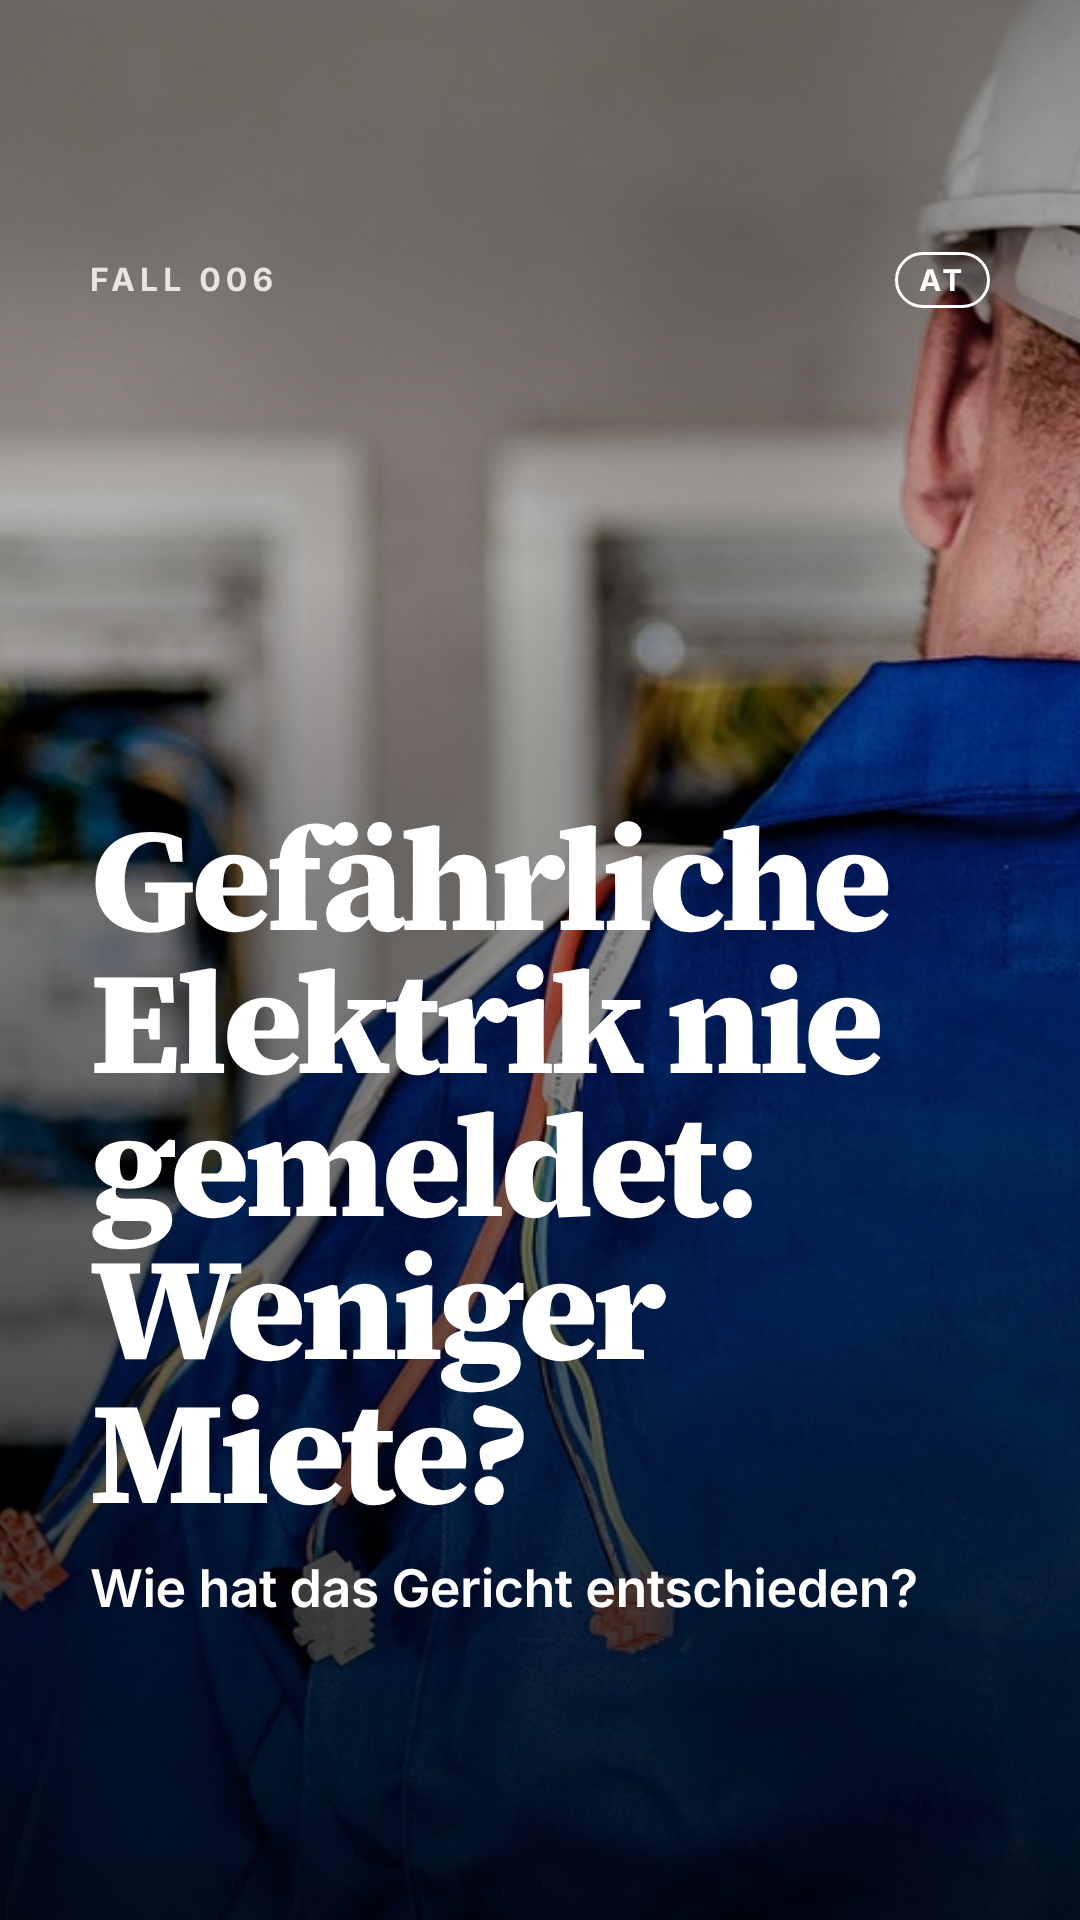 FALL 006
AT
Gefährliche
Elektrik nie
gemeldet:
Weniger
Miete?
Wie hat das Gericht entschieden?